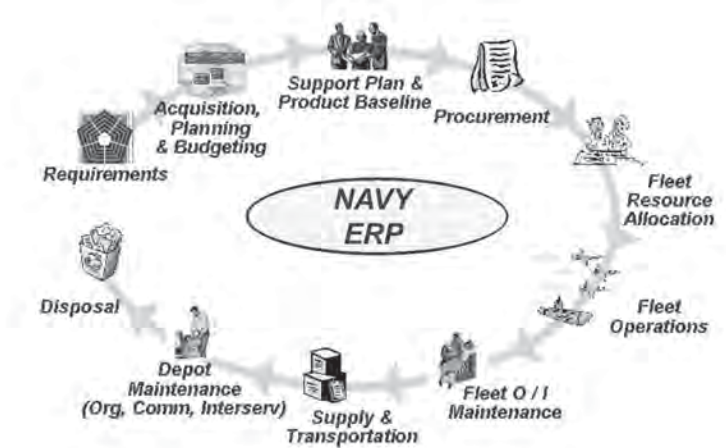 Requirements
Acquisition,
Planning
& Budgeting
Support Plan &
Product Baseline
Procurement
Fleet
Resource
Allocation
Fleet
Operations
Fleet O / I
Maintenance
Supply &
Transportation
Depot
Maintenance
(Org, Comm, Interserv)
Disposal
NAVY
ERP